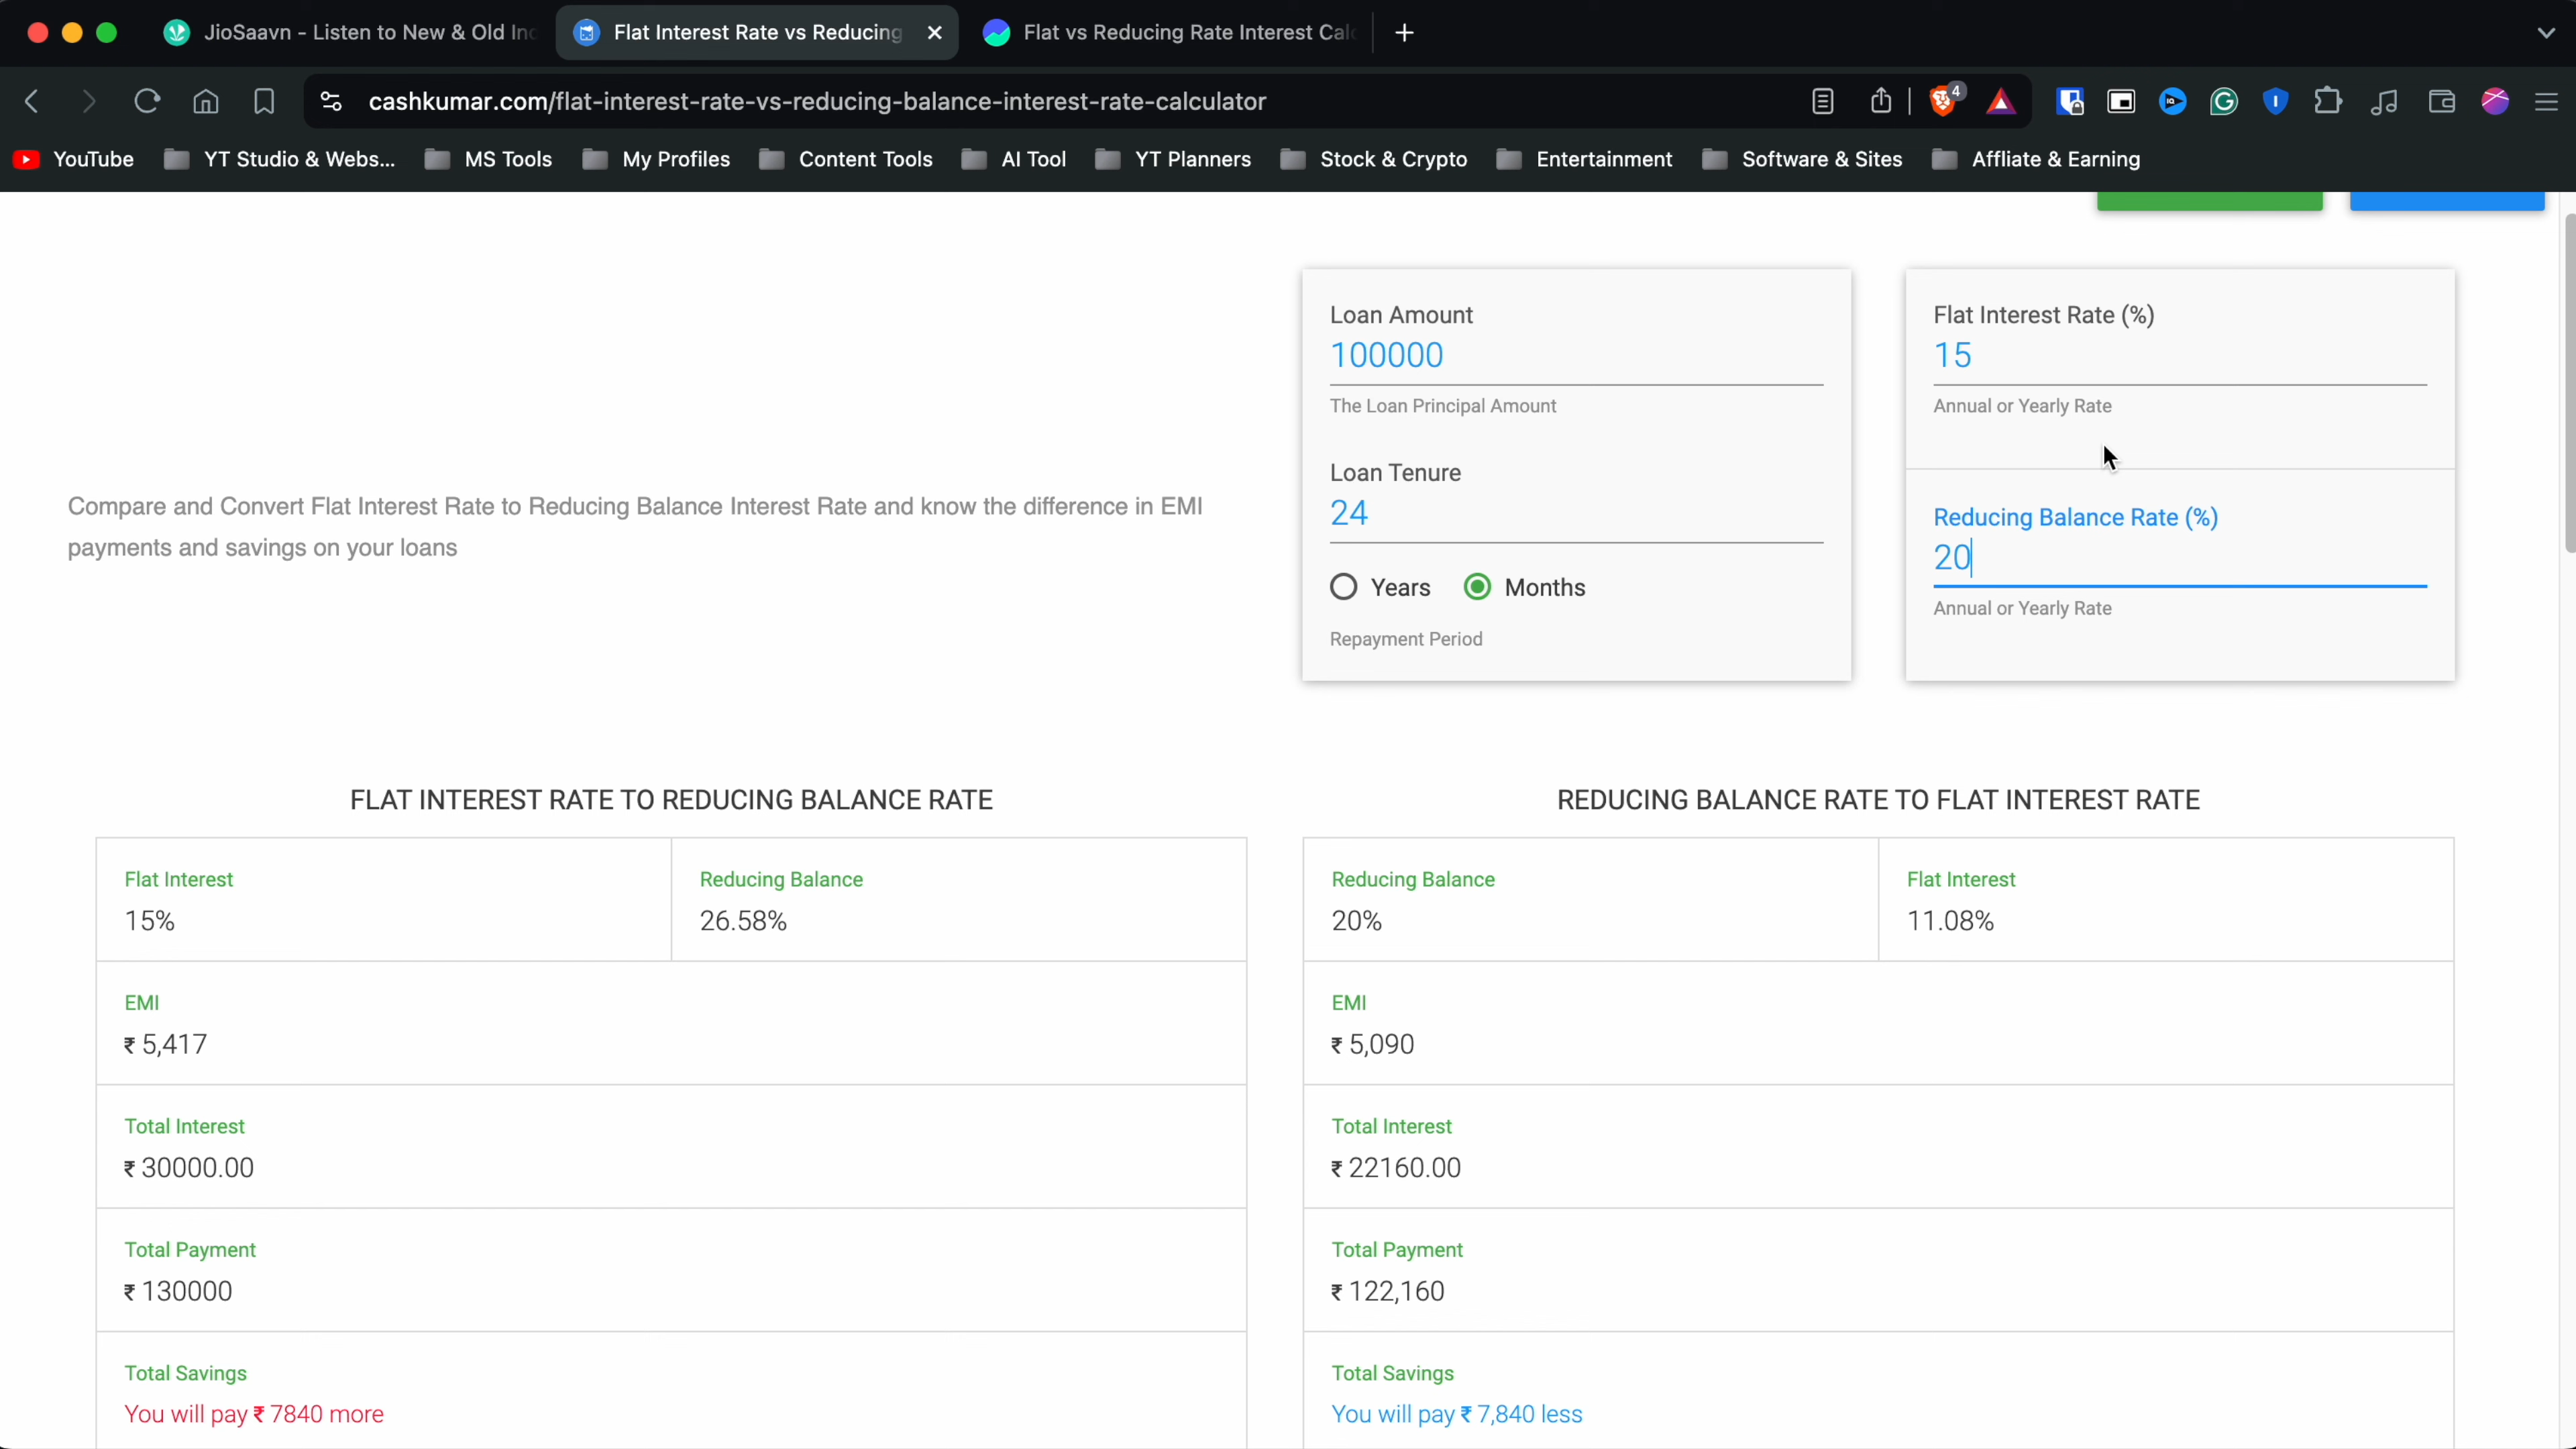 JioSaavn - Listen to New & Old Inc
Flat Interest Rate vs Reducing
Flat vs Reducing Rate Interest Calc
cashkumar.com/flat-interest-rate-vs-reducing-balance-interest-rate-calculator
4
YouTube
YT Studio & Webs...
MS Tools
My Profiles
Content Tools
AI Tool
YT Planners
Stock & Crypto
Entertainment
Software & Sites
Affliate & Earning
Compare and Convert Flat Interest Rate to Reducing Balance Interest Rate and know the difference in EMI
payments and savings on your loans
Loan Amount
100000
The Loan Principal Amount
Loan Tenure
24
Years
Months
Repayment Period
Flat Interest Rate (%)
15
Annual or Yearly Rate
Reducing Balance Rate (%)
20
Annual or Yearly Rate
FLAT INTEREST RATE TO REDUCING BALANCE RATE
Flat Interest
15%
Reducing Balance
26.58%
EMI
₹ 5,417
Total Interest
₹ 30000.00
Total Payment
₹ 130000
Total Savings
You will pay ₹ 7840 more
REDUCING BALANCE RATE TO FLAT INTEREST RATE
Reducing Balance
20%
Flat Interest
11.08%
EMI
₹ 5,090
Total Interest
₹ 22160.00
Total Payment
₹ 122,160
Total Savings
You will pay ₹ 7,840 less